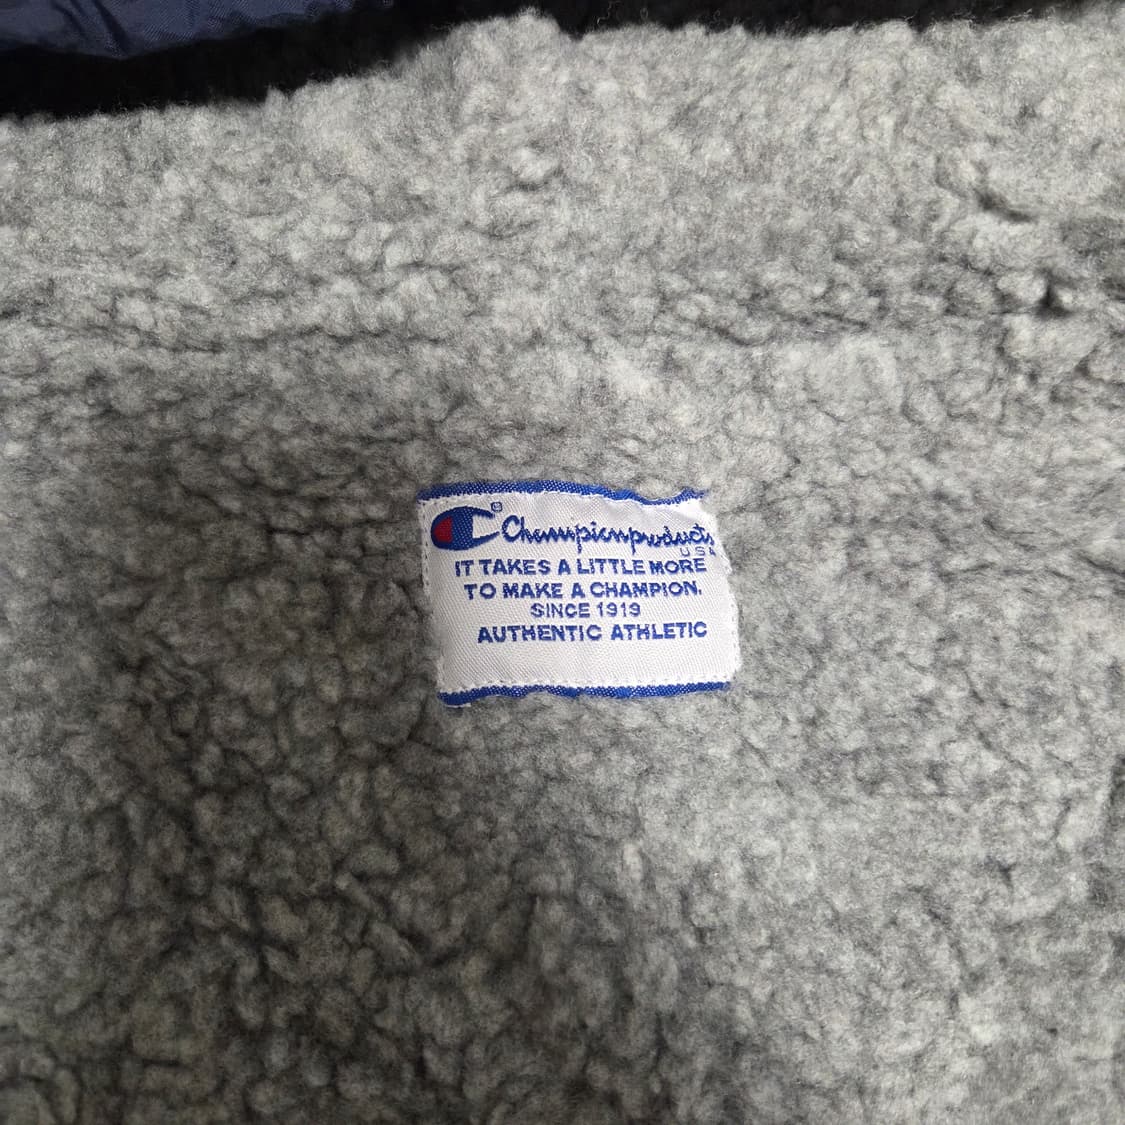 ® Championproducts
USA
IT TAKES A LITTLE MORE
TO MAKE A CHAMPION.
SINCE 1919
AUTHENTIC ATHLETIC